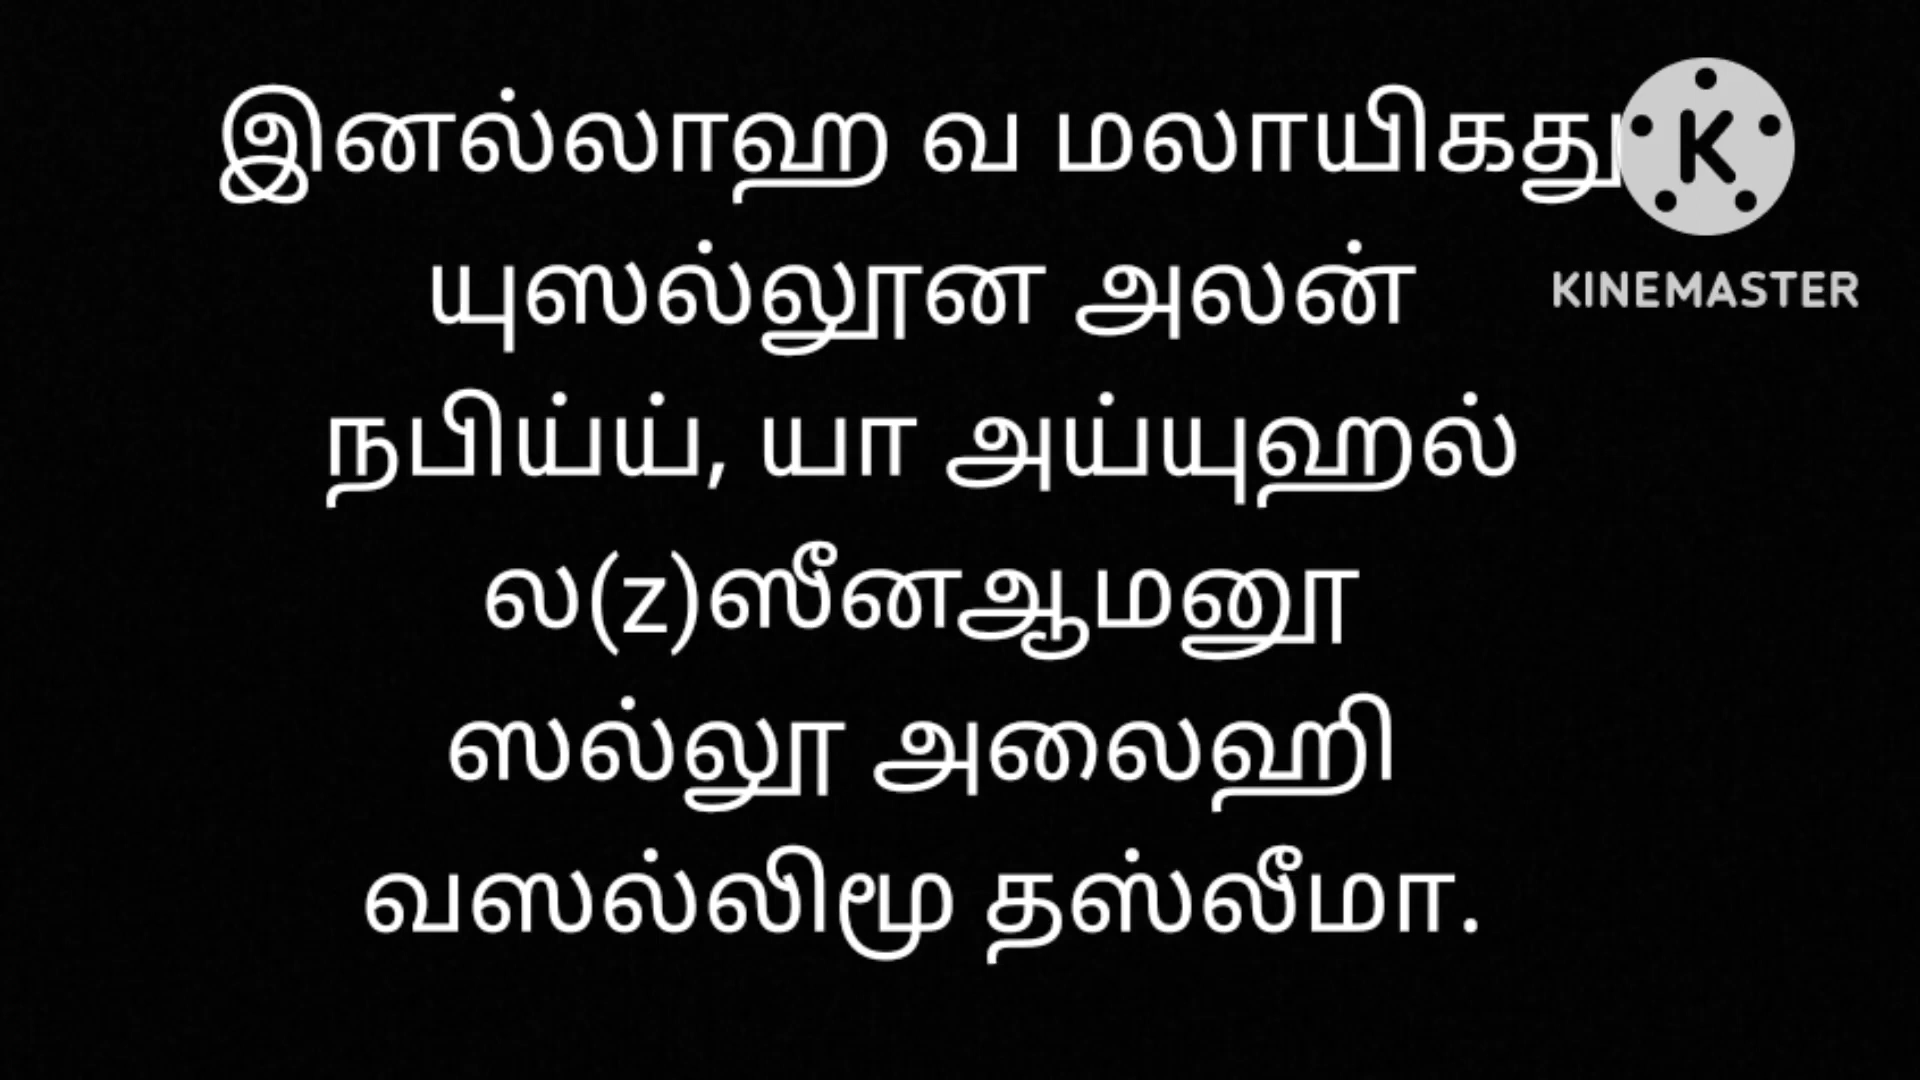 இனல்லாஹ வ மலாயிகது
யுஸல்லூன அலன்
நபிய்ய், யா அய்யுஹல்
ல(z)ஸீனஆமனூ
ஸல்லூ அலைஹி
வஸல்லிமூ தஸ்லீமா.
K
KINEMASTER